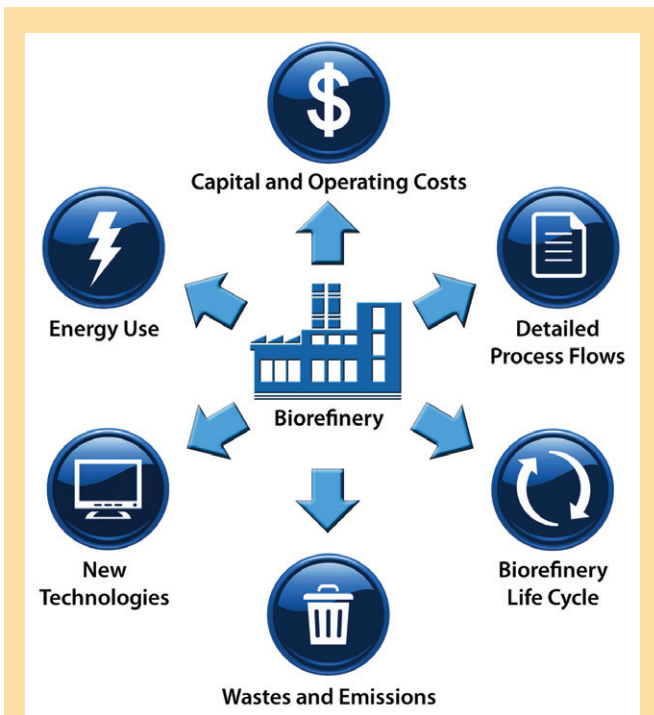 $
Capital and Operating Costs
Energy Use
Detailed
Process Flows
Biorefinery
New
Technologies
Biorefinery
Life Cycle
Wastes and Emissions